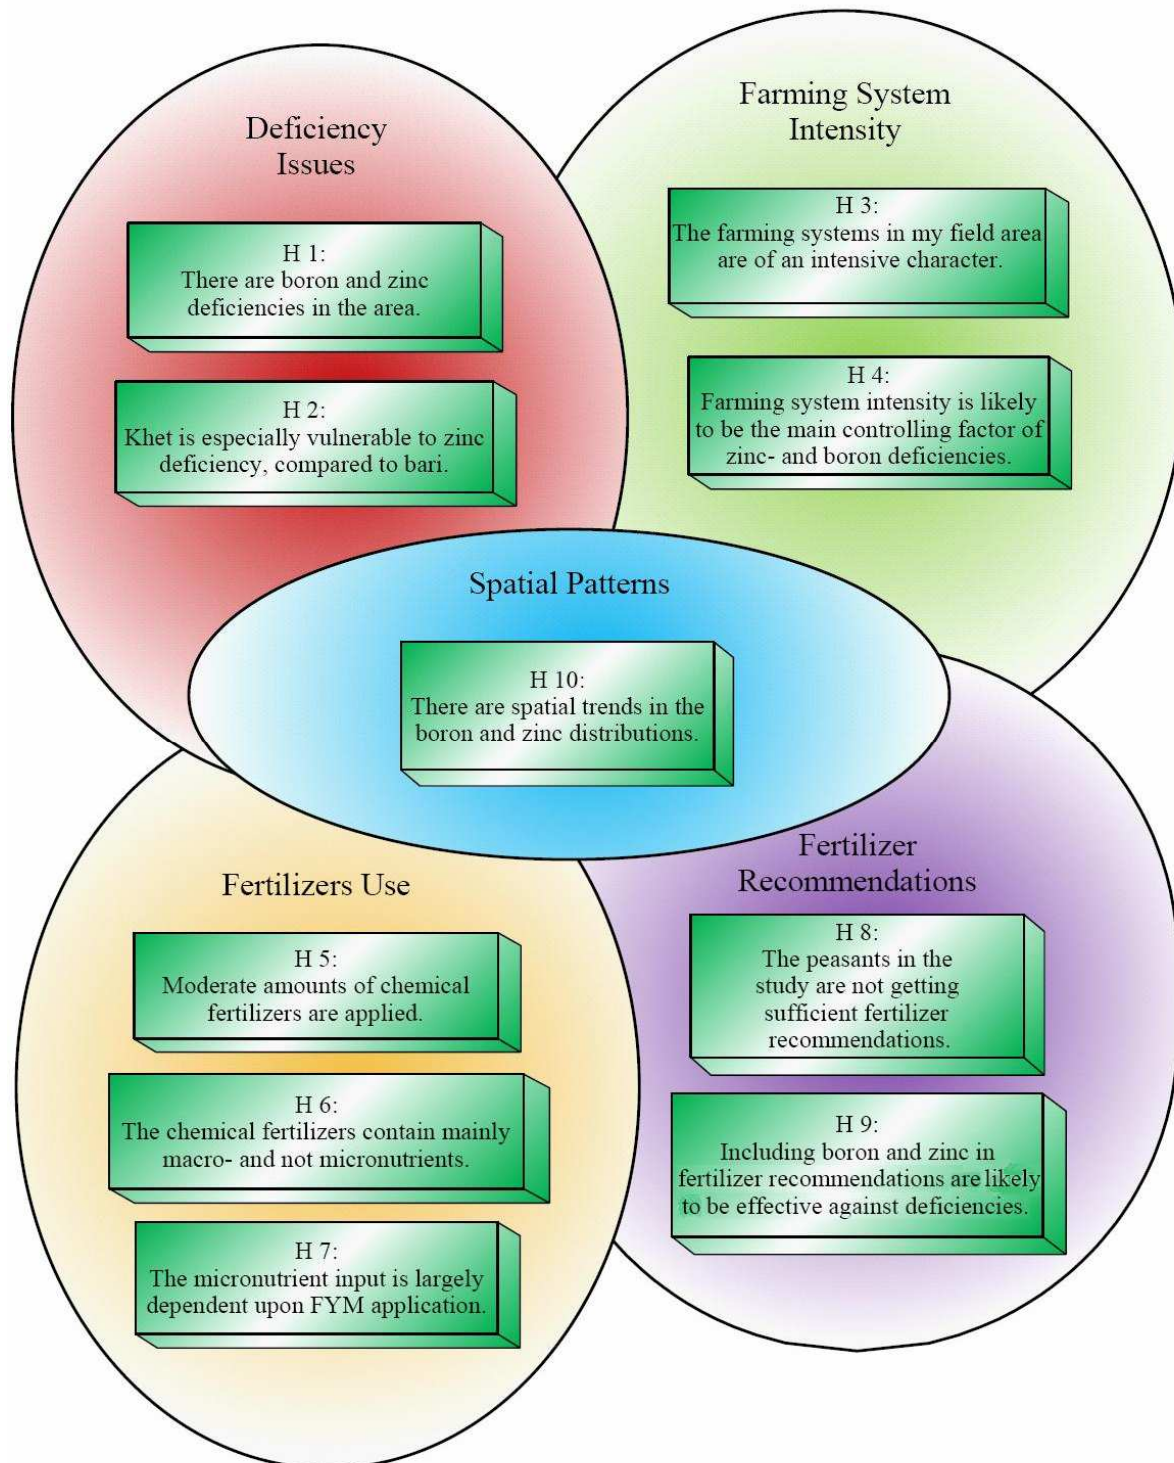 Deficiency
Issues
H 1:
There are boron and zinc
deficiencies in the area.
H 2:
Khet is especially vulnerable to zinc
deficiency, compared to bari.
Farming System
Intensity
H 3:
The farming systems in my field area
are of an intensive character.
H 4:
Farming system intensity is likely
to be the main controlling factor of
zinc- and boron deficiencies.
Spatial Patterns
H 10:
There are spatial trends in the
boron and zinc distributions.
Fertilizers Use
H 5:
Moderate amounts of chemical
fertilizers are applied.
H 6:
The chemical fertilizers contain mainly
macro- and not micronutrients.
H 7:
The micronutrient input is largely
dependent upon FYM application.
Fertilizer
Recommendations
H 8:
The peasants in the
study are not getting
sufficient fertilizer
recommendations.
H 9:
Including boron and zinc in
fertilizer recommendations are likely
to be effective against deficiencies.